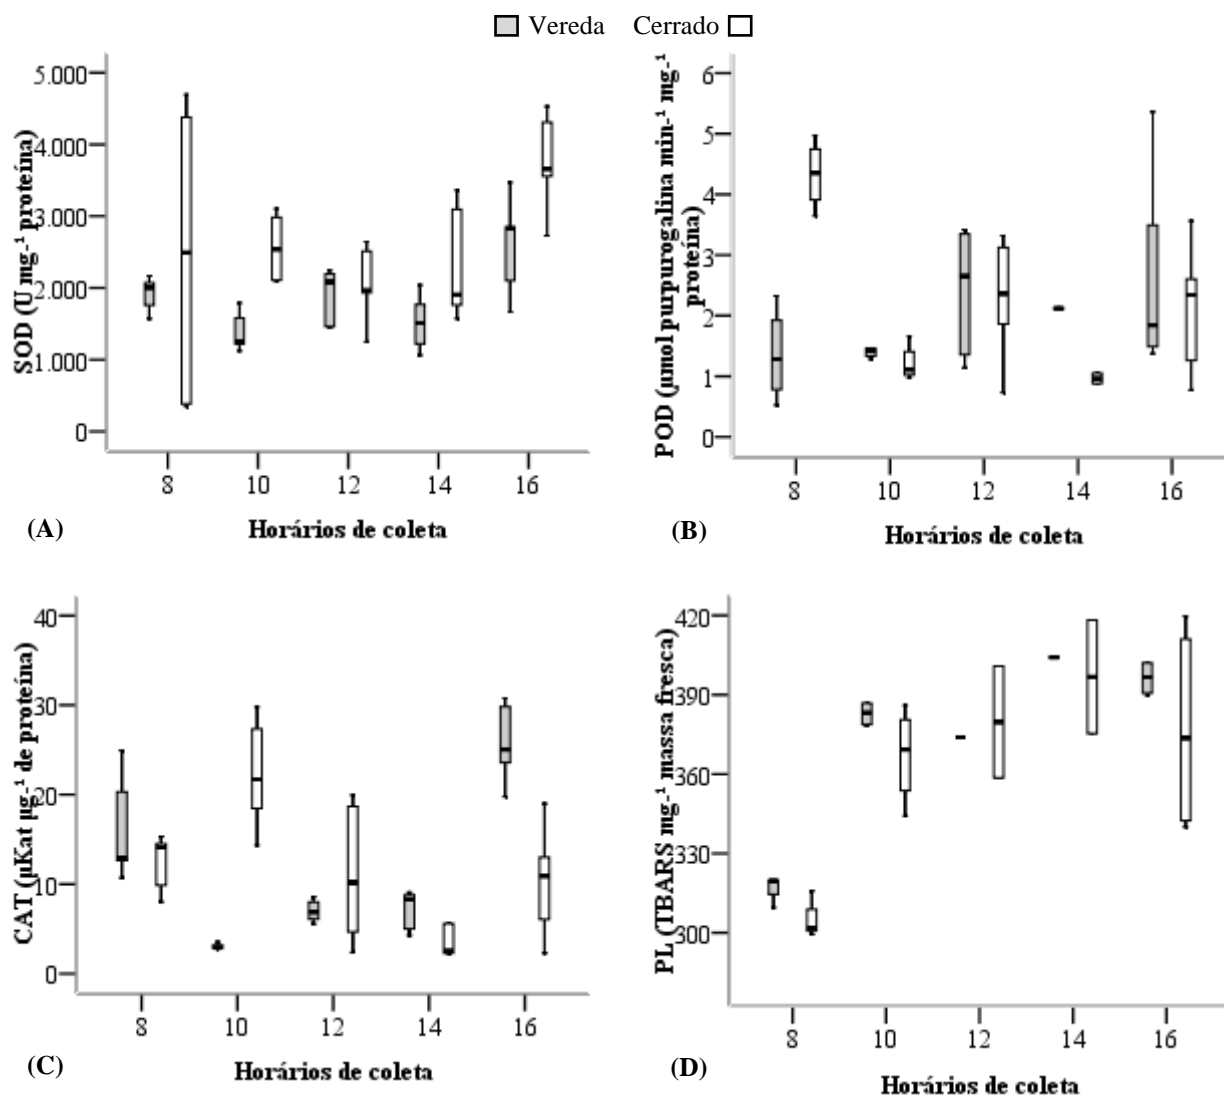 Vereda Cerrado
SOD (U mg-¹ proteína)
5.000
4.000
3.000
2.000
1.000
0
8 10 12 14 16
Horários de coleta
(A)
POD (µmol purpurogalina min-¹ mg-¹
proteína)
6
5
4
3
2
1
0
8 10 12 14 16
Horários de coleta
(B)
CAT (µKat µg-¹ de proteína)
40
30
20
10
0
8 10 12 14 16
Horários de coleta
(C)
PL (TBARS mg-¹ massa fresca)
420
390
360
330
300
8 10 12 14 16
Horários de coleta
(D)